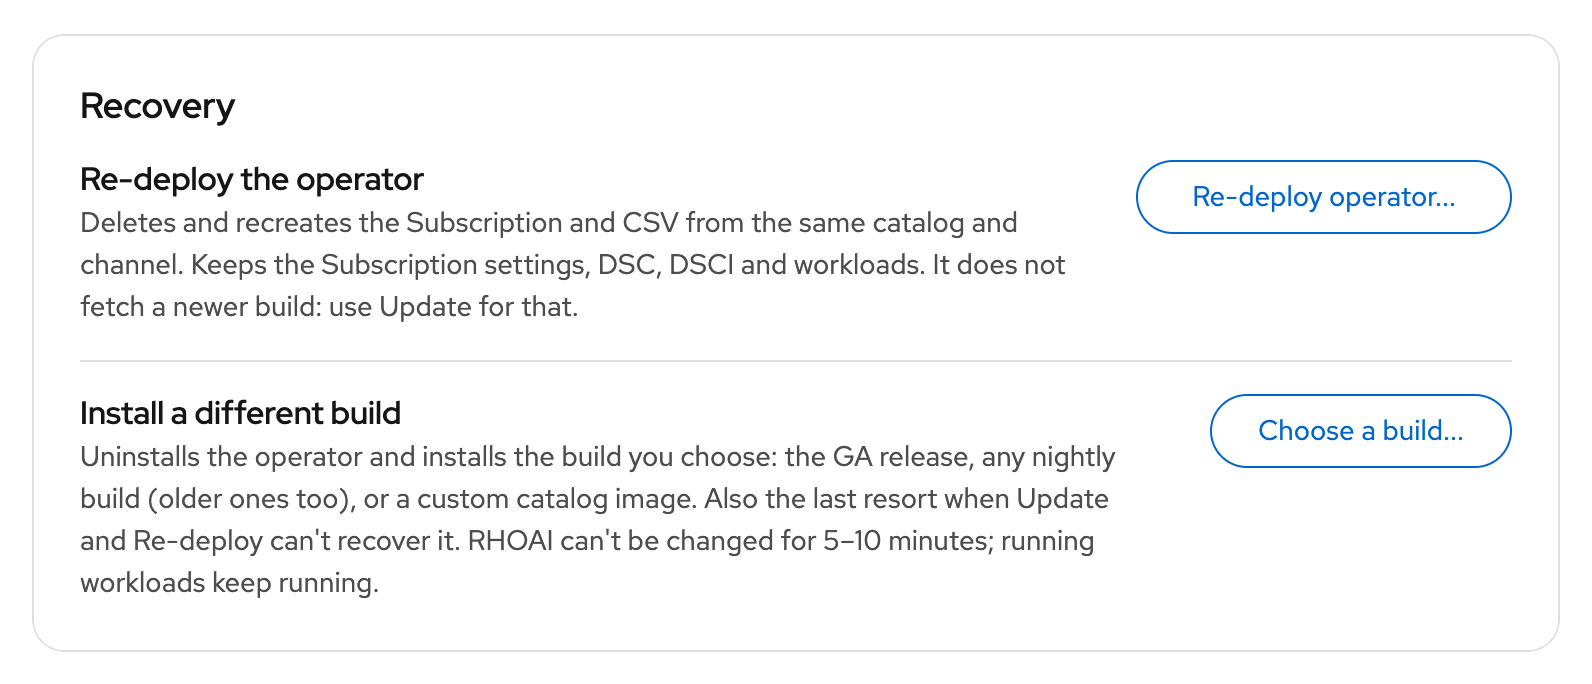 Recovery
Re-deploy the operator
Re-deploy operator...
Deletes and recreates the Subscription and CSV from the same catalog and
channel. Keeps the Subscription settings, DSC, DSCI and workloads. It does not
fetch a newer build: use Update for that.
Install a different build
Choose a build...
Uninstalls the operator and installs the build you choose: the GA release, any nightly
build (older ones too), or a custom catalog image. Also the last resort when Update
and Re-deploy can't recover it. RHOAI can't be changed for 5–10 minutes; running
workloads keep running.